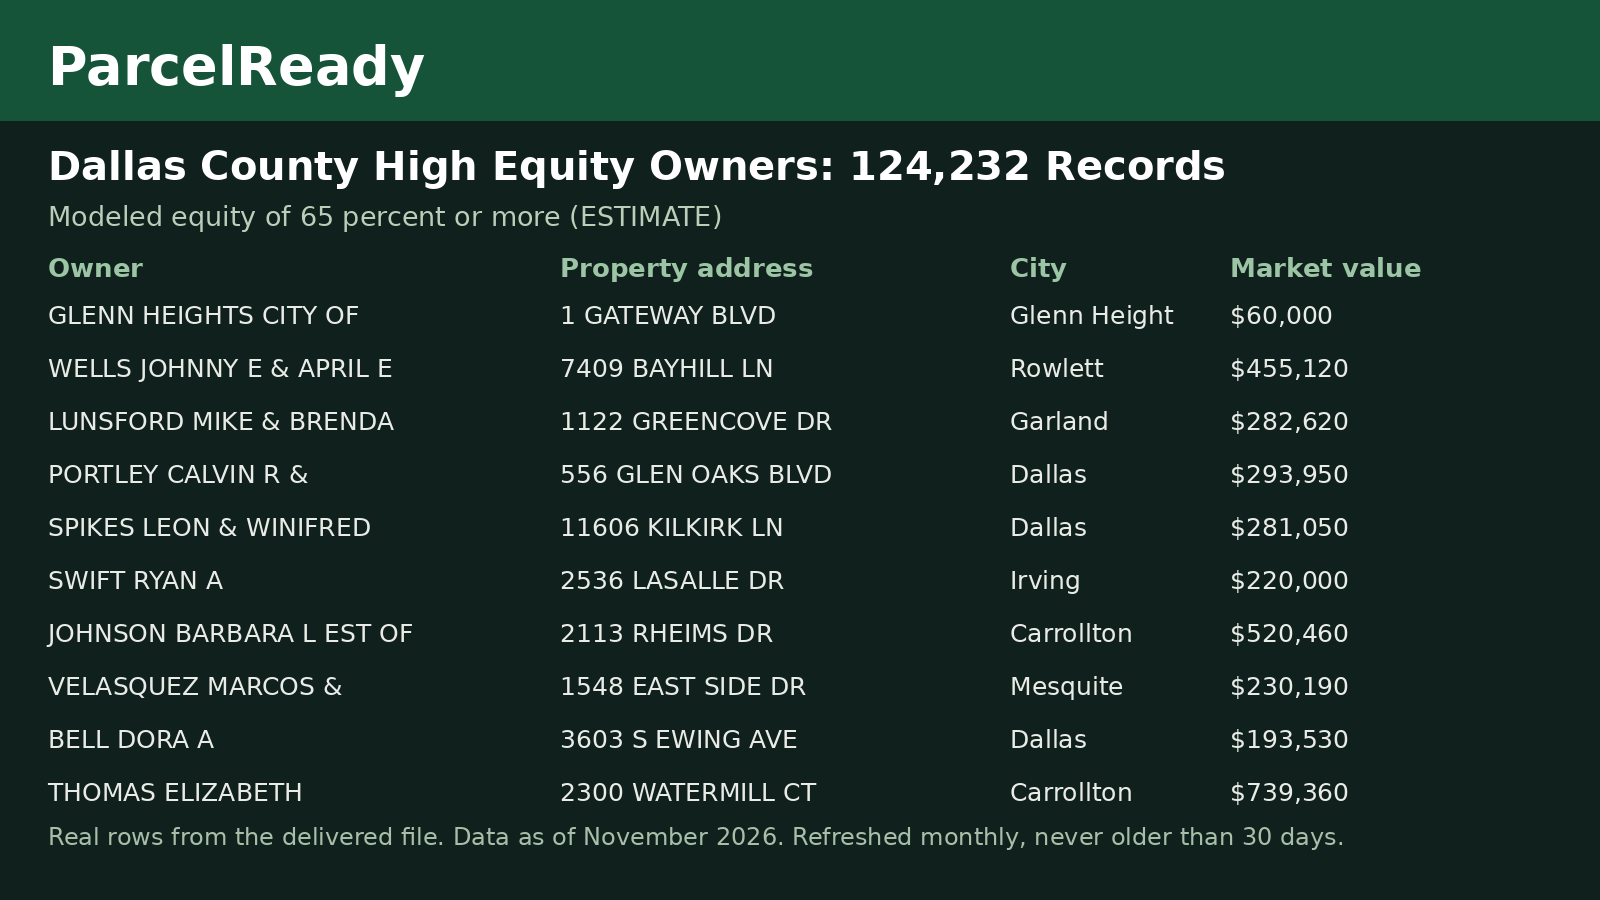 ParcelReady
Dallas County High Equity Owners: 124,232 Records
Modeled equity of 65 percent or more (ESTIMATE)
Owner Property address City Market value
GLENN HEIGHTS CITY OF 1 GATEWAY BLVD Glenn Height $60,000
WELLS JOHNNY E & APRIL E 7409 BAYHILL LN Rowlett $455,120
LUNSFORD MIKE & BRENDA 1122 GREENCOVE DR Garland $282,620
PORTLEY CALVIN R & 556 GLEN OAKS BLVD Dallas $293,950
SPIKES LEON & WINIFRED 11606 KILKIRK LN Dallas $281,050
SWIFT RYAN A 2536 LASALLE DR Irving $220,000
JOHNSON BARBARA L EST OF 2113 RHEIMS DR Carrollton $520,460
VELASQUEZ MARCOS & 1548 EAST SIDE DR Mesquite $230,190
BELL DORA A 3603 S EWING AVE Dallas $193,530
THOMAS ELIZABETH 2300 WATERMILL CT Carrollton $739,360
Real rows from the delivered file. Data as of November 2026. Refreshed monthly, never older than 30 days.